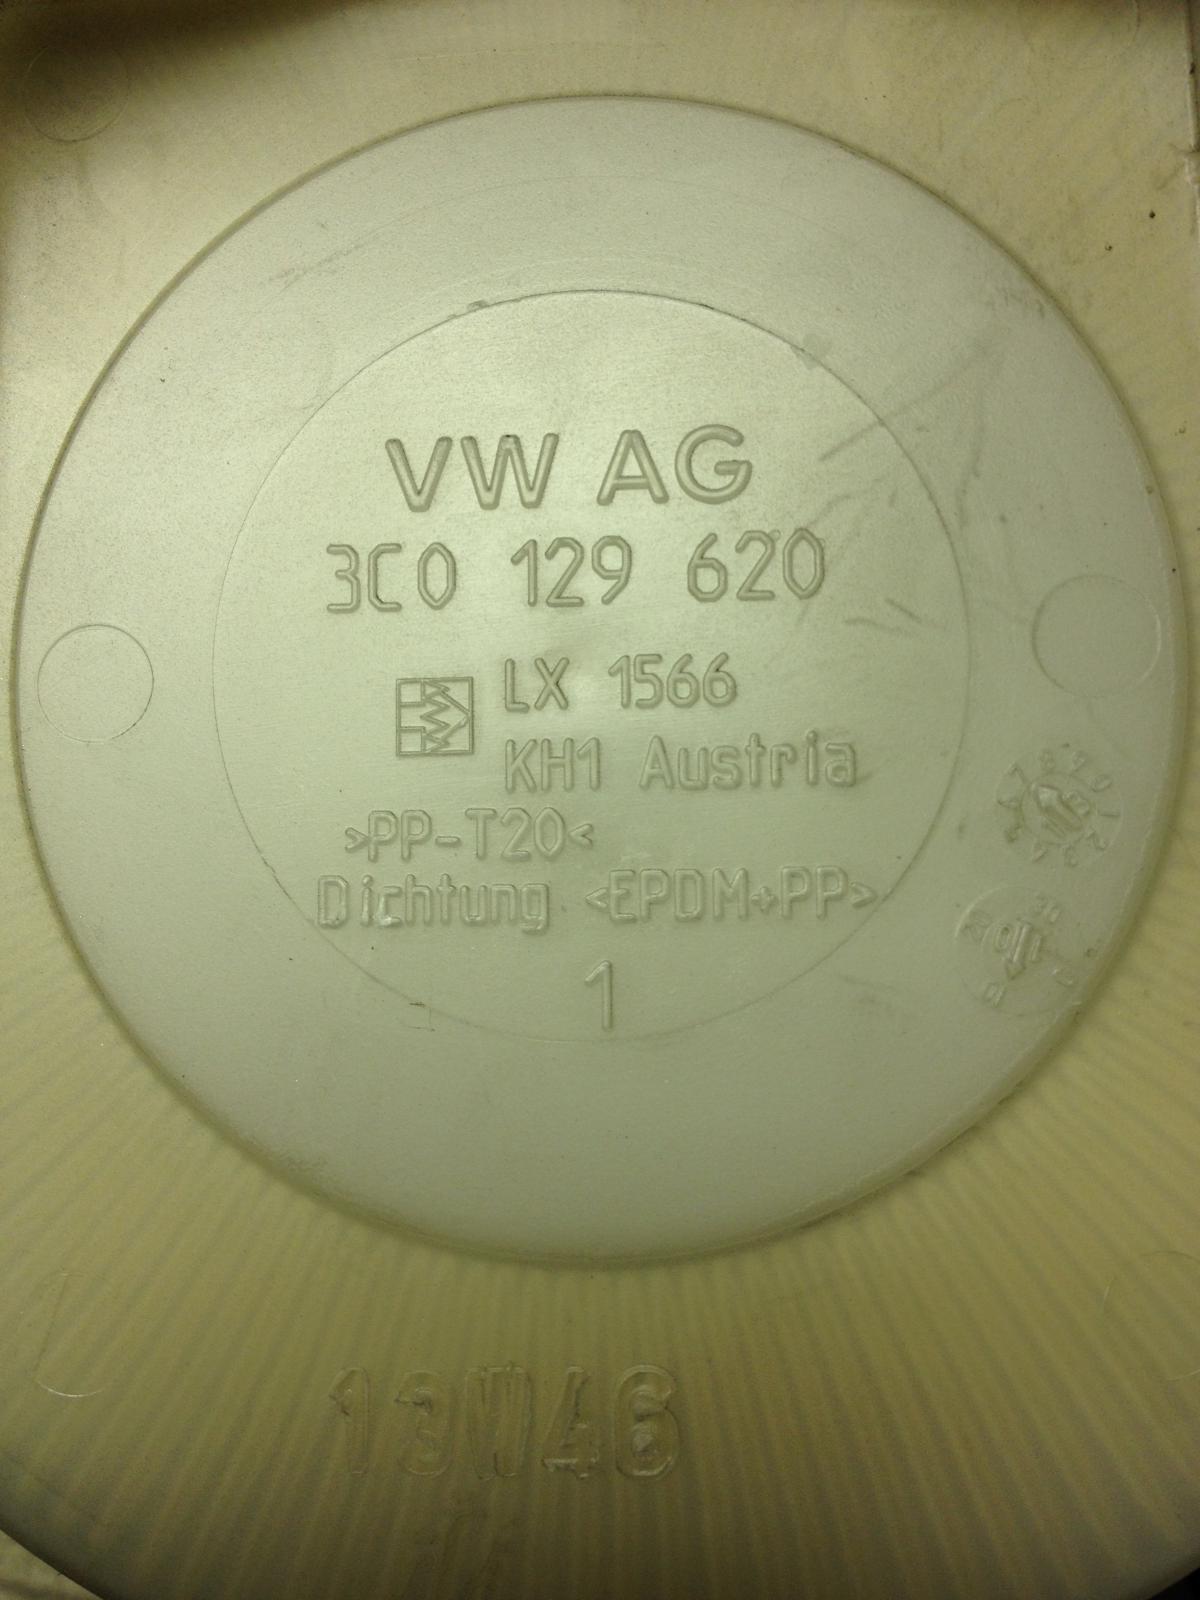 VW AG
3C0 129 620
LX 1566
KH1 Austria
>PP-T20<
Dichtung <EPDM+PP>
1
13W46